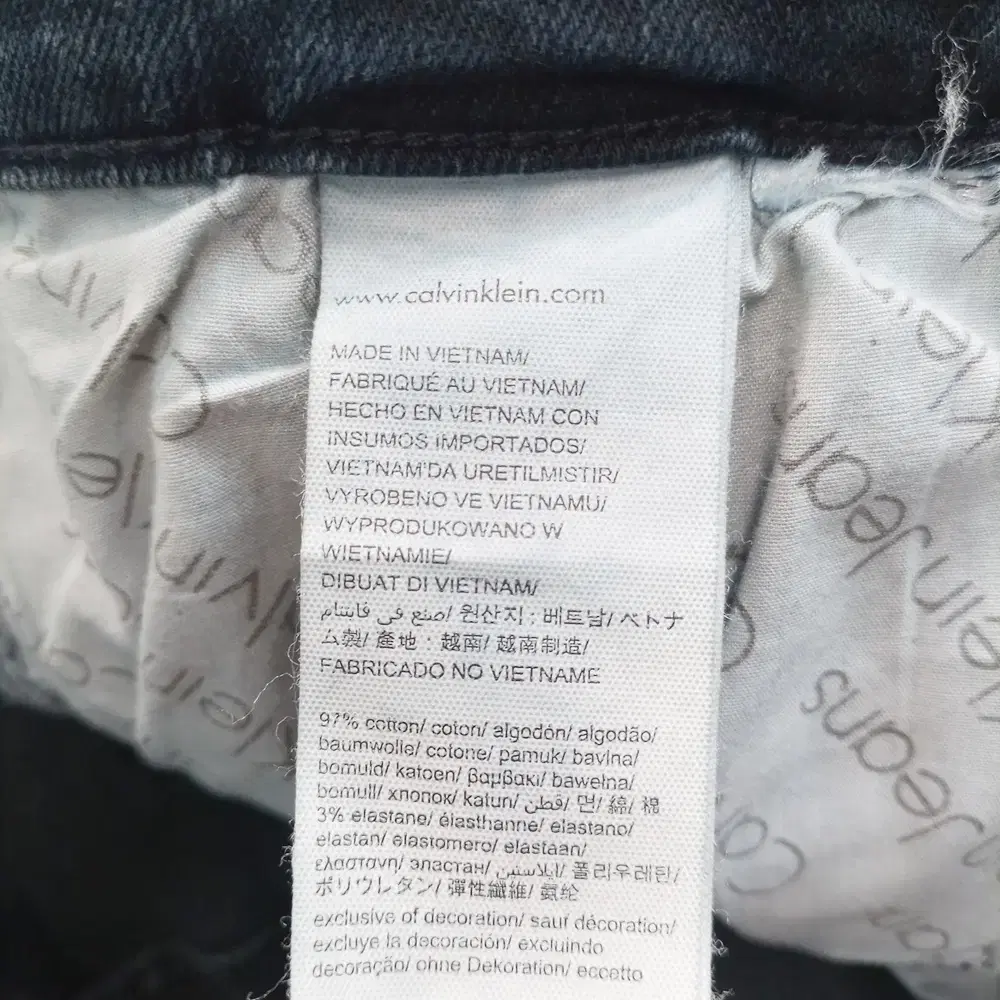 www.calvinklein.com
MADE IN VIETNAM/
FABRIQUÉ AU VIETNAM/
HECHO EN VIETNAM CON
INSUMOS IMPORTADOS/
VIETNAM'DA URETILMISTIR/
VYROBENO VE VIETNAMU/
WYPRODUKOWANO W
WIETNAMIE/
DIBUAT DI VIETNAM/
صنع في فايتنام/ 원산지 : 베트남/ ベトナ
ム製/ 產地 · 越南/ 越南制造/
FABRICADO NO VIETNAME
97% cotton/ coton/ algodón/ algodão/
baumwolle/ cotone/ pamuk/ bavlna/
bomuld/ katoen/ βαμβακι/ bawełna/
bomull/ хлопок/ katun/ قطن/ 면/ 綿/ 棉
3% elastane/ élasthanne/ elastano/
elastan/ elastomero/ elastaan/
ελαστανη/ эластан/ إيلاستين/ 폴리우레탄/
ポリウレタン/ 彈性纖維/ 氨纶
exclusive of decoration/ sauf décoration/
excluye la decoración/ excluindo
decoração/ ohne Dekoration/ eccetto
Klein Jeans
Jeans